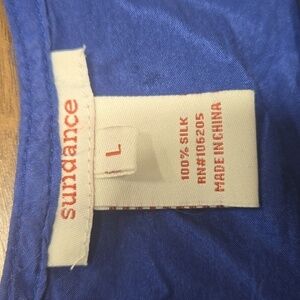 sundance
L
100% SILK
RN#106205
MADE IN CHINA